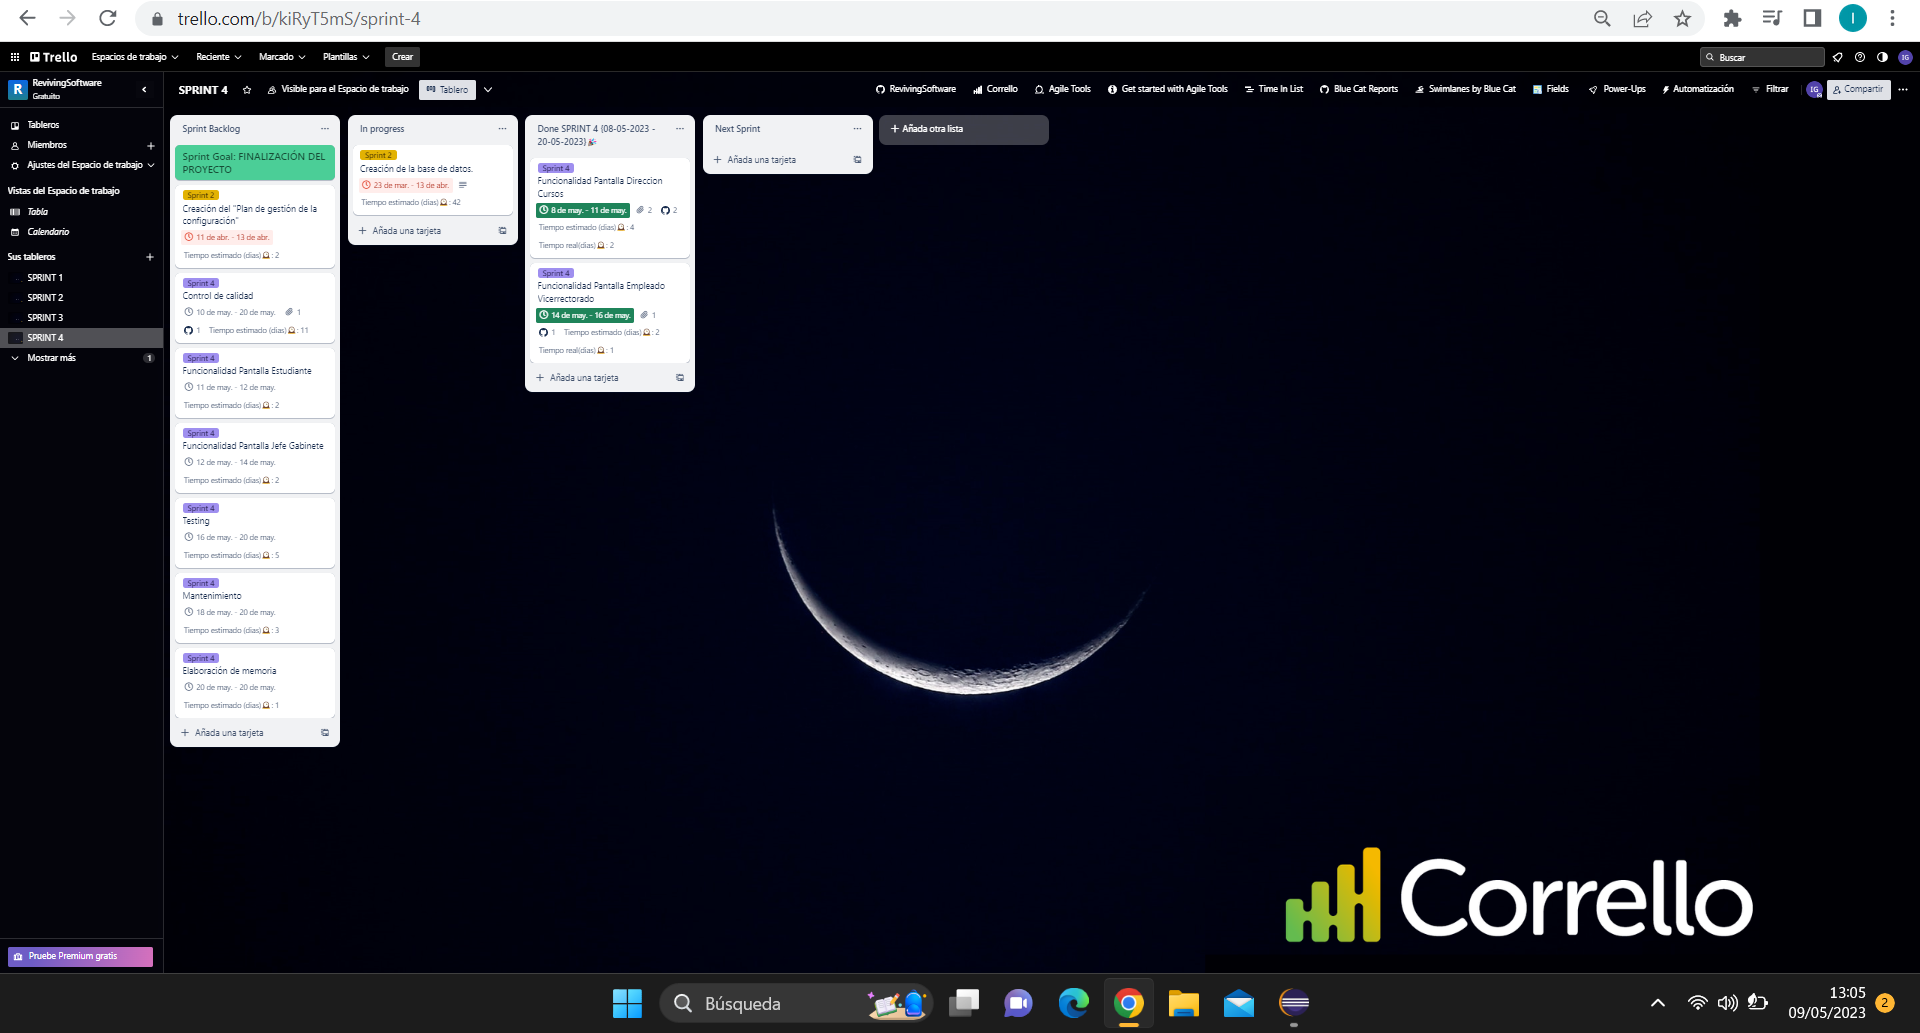 trello.com/b/kiRyT5mS/sprint-4
Trello
Espacios de trabajo
Reciente
Marcado
Plantillas
Crear
Buscar
IG
R
RevivingSoftware
Gratuito
SPRINT 4
Visible para el Espacio de trabajo
Tablero
RevivingSoftware
Corrello
Agile Tools
Get started with Agile Tools
Time In List
Blue Cat Reports
Swimlanes by Blue Cat
Fields
Power-Ups
Automatización
Filtrar
IG
Compartir
Tableros
Miembros
Ajustes del Espacio de trabajo
Vistas del Espacio de trabajo
Tabla
Calendario
Sus tableros
SPRINT 1
SPRINT 2
SPRINT 3
SPRINT 4
Mostrar más
1
Pruebe Premium gratis
Sprint Backlog
Sprint Goal: FINALIZACIÓN DEL
PROYECTO
Sprint 2
Creación del "Plan de gestión de la
configuración"
11 de abr. - 13 de abr.
Tiempo estimado (días)🕰: 2
Sprint 4
Control de calidad
10 de may. - 20 de may. 1
1 Tiempo estimado (días)🕰: 11
Sprint 4
Funcionalidad Pantalla Estudiante
11 de may. - 12 de may.
Tiempo estimado (días)🕰: 2
Sprint 4
Funcionalidad Pantalla Jefe Gabinete
12 de may. - 14 de may.
Tiempo estimado (días)🕰: 2
Sprint 4
Testing
16 de may. - 20 de may.
Tiempo estimado (días)🕰: 5
Sprint 4
Mantenimiento
18 de may. - 20 de may.
Tiempo estimado (días)🕰: 3
Sprint 4
Elaboración de memoria
20 de may. - 20 de may.
Tiempo estimado (días)🕰: 1
+ Añada una tarjeta
In progress
Sprint 2
Creación de la base de datos.
23 de mar. - 13 de abr.
Tiempo estimado (días)🕰: 42
+ Añada una tarjeta
Done SPRINT 4 (08-05-2023 -
20-05-2023)🎉
Sprint 4
Funcionalidad Pantalla Direccion
Cursos
8 de may. - 11 de may. 2 2
Tiempo estimado (días)🕰: 4
Tiempo real(días)🕰: 2
Sprint 4
Funcionalidad Pantalla Empleado
Vicerrectorado
14 de may. - 16 de may. 1
1 Tiempo estimado (días)🕰: 2
Tiempo real(días)🕰: 1
+ Añada una tarjeta
Next Sprint
+ Añada una tarjeta
+ Añada otra lista
Corrello
Búsqueda
13:05
09/05/2023
2
I